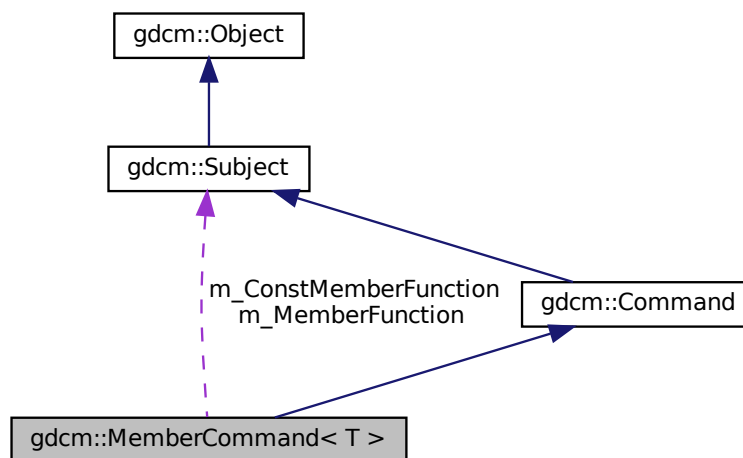 gdcm::Object
gdcm::Subject
m_ConstMemberFunction
m_MemberFunction
gdcm::Command
gdcm::MemberCommand< T >